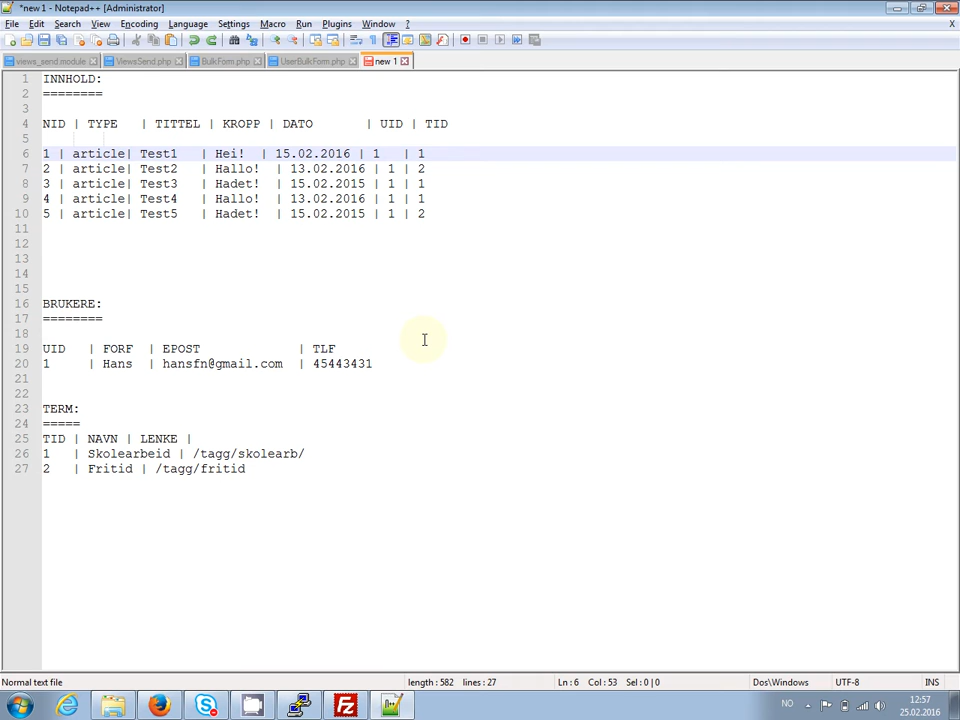 *new 1 - Notepad++ [Administrator]
File Edit Search View Encoding Language Settings Macro Run Plugins Window ? X
views_send.module ViewsSend.php BulkForm.php UserBulkForm.php new 1
1 INNHOLD:
2 ========
3
4 NID | TYPE | TITTEL | KROPP | DATO | UID | TID
5
6 1 | article| Test1 | Hei! | 15.02.2016 | 1 | 1
7 2 | article| Test2 | Hallo! | 13.02.2016 | 1 | 2
8 3 | article| Test3 | Hadet! | 15.02.2015 | 1 | 1
9 4 | article| Test4 | Hallo! | 13.02.2016 | 1 | 1
10 5 | article| Test5 | Hadet! | 15.02.2015 | 1 | 2
11
12
13
14
15
16 BRUKERE:
17 ========
18
19 UID | FORF | EPOST | TLF
20 1 | Hans | hansfn@gmail.com | 45443431
21
22
23 TERM:
24 =====
25 TID | NAVN | LENKE |
26 1 | Skolearbeid | /tagg/skolearb/
27 2 | Fritid | /tagg/fritid
Normal text file length : 582 lines : 27 Ln : 6 Col : 53 Sel : 0 | 0 Dos\Windows UTF-8 INS
NO 12:57
25.02.2016